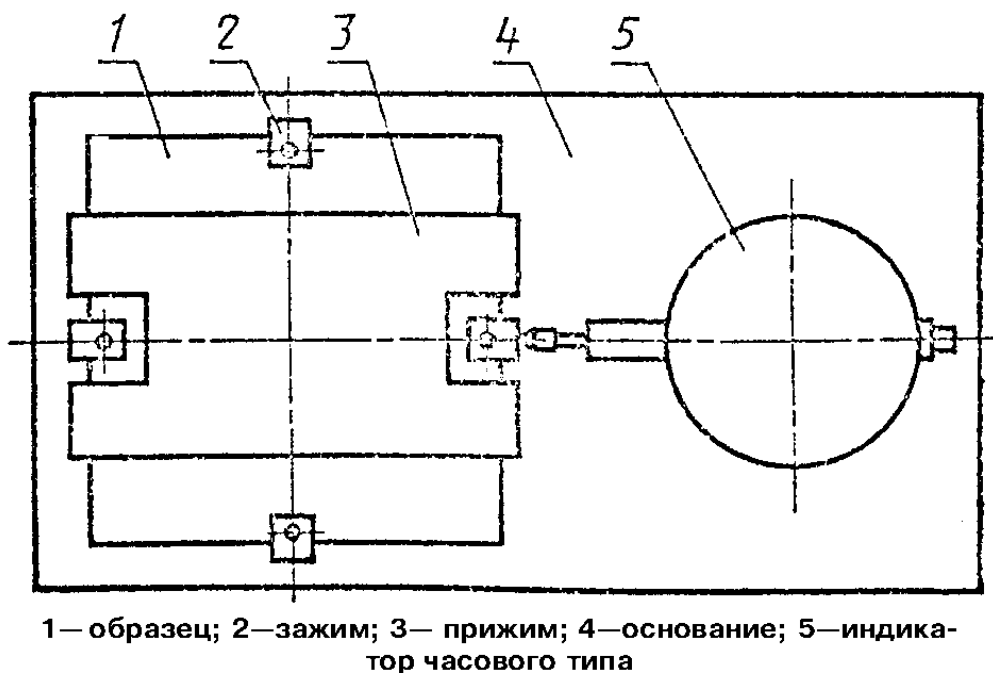 1 2 3 4 5
1— образец; 2—зажим; 3— прижим; 4—основание; 5—индика-
тор часового типа